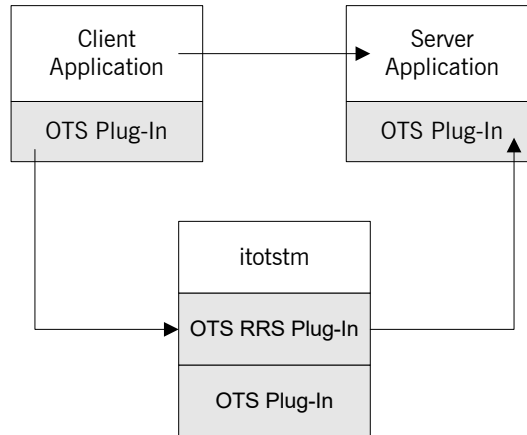 Client
Application
OTS Plug-In
Server
Application
OTS Plug-In
itotstm
OTS RRS Plug-In
OTS Plug-In